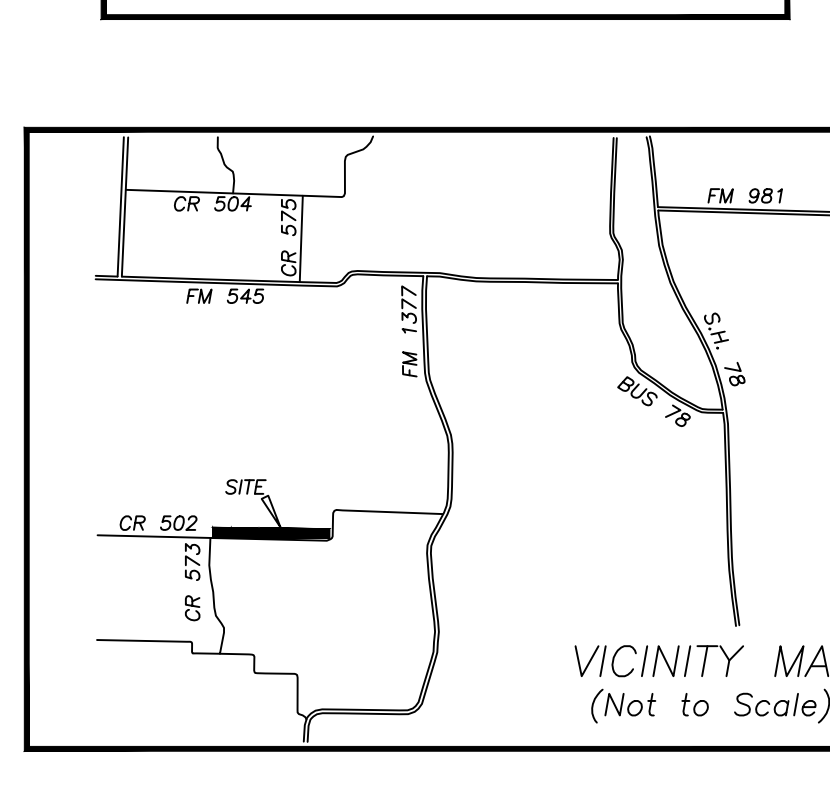 FM 981
CR 504
CR 575
FM 545
FM 1377
S.H. 78
BUS 78
SITE
CR 502
CR 573
VICINITY MA
(Not to Scale)